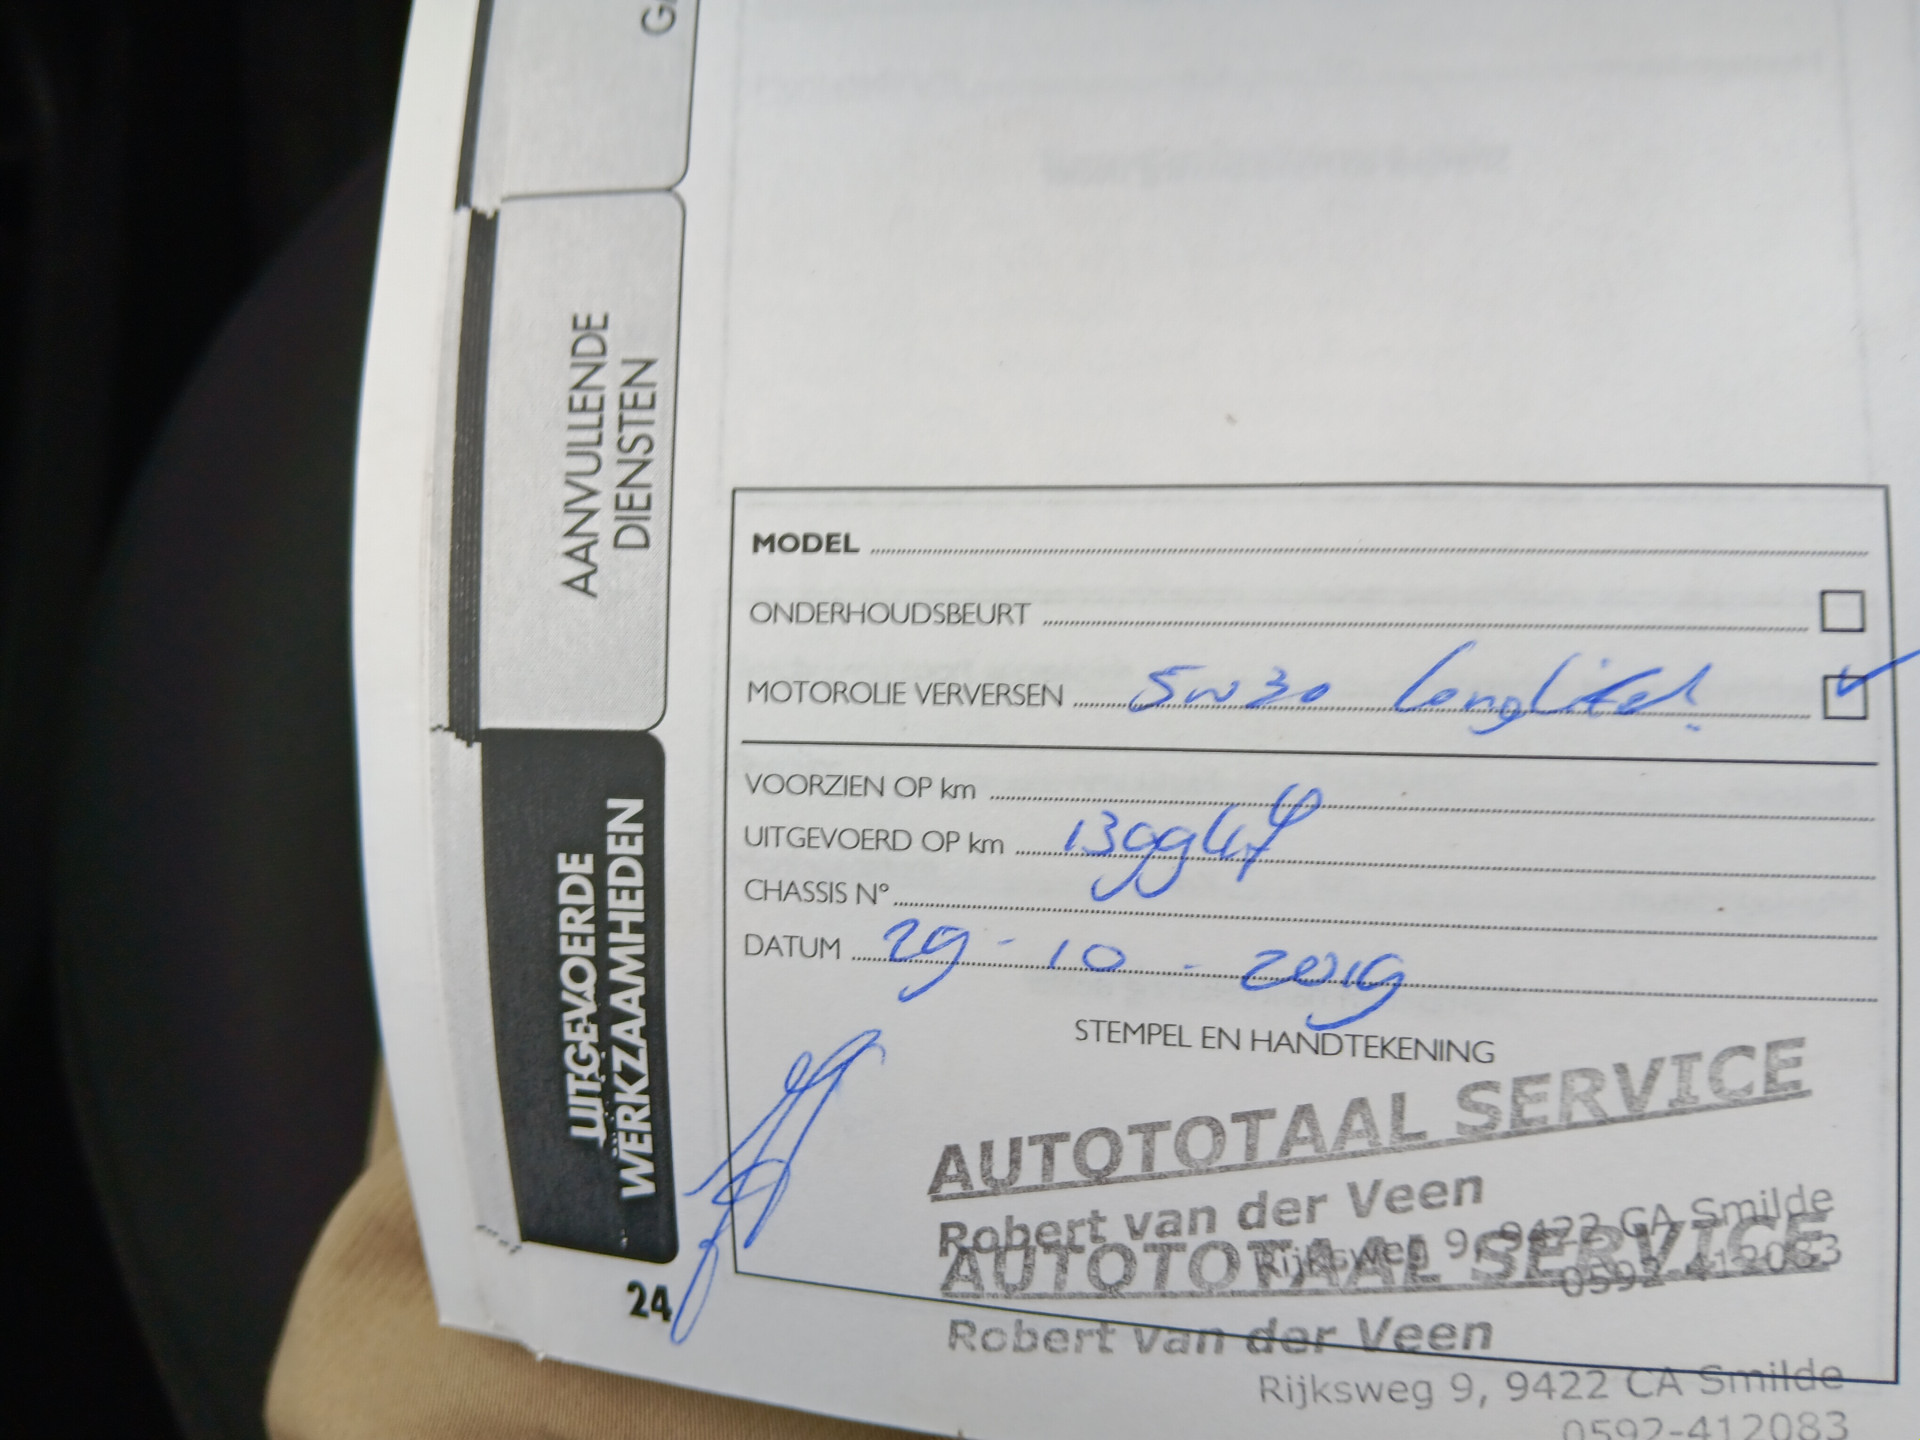 AANVULLENDE
DIENSTEN
UITGEVOERDE
WERKZAAMHEDEN
24
MODEL
ONDERHOUDSBEURT
MOTOROLIE VERVERSEN 5w30 Longlife!
VOORZIEN OP km
UITGEVOERD OP km
CHASSIS N°
DATUM 29-10-2019
STEMPEL EN HANDTEKENING
AUTOTOTAAL SERVICE
Robert van der Veen
Rijksweg 9, 9422 CA Smilde
0592-412083
AUTOTOTAAL SERVICE
Robert van der Veen
Rijksweg 9, 9422 CA Smilde
0592-412083